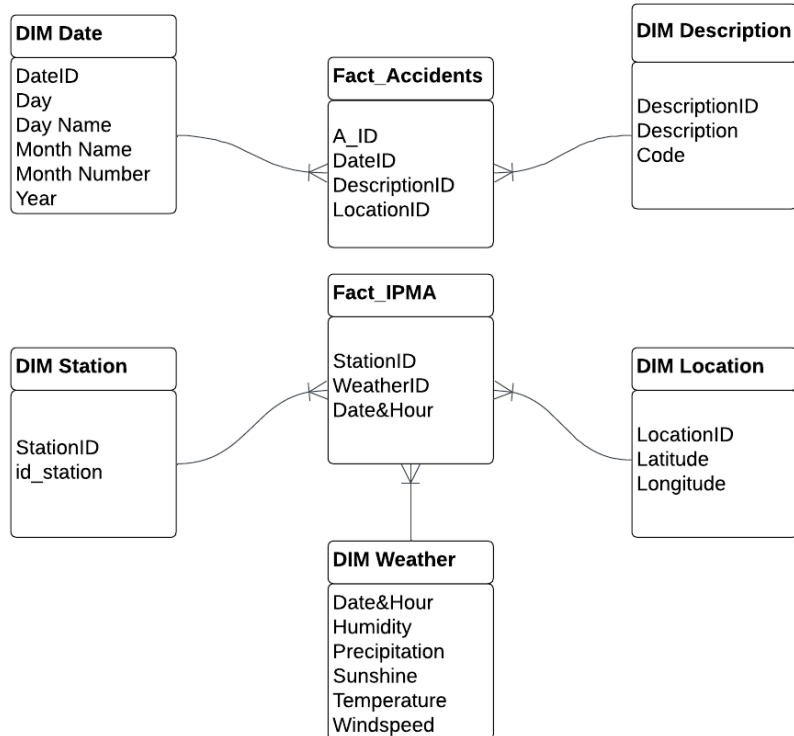 DIM Date
DateID
Day
Day Name
Month Name
Month Number
Year
Fact_Accidents
A_ID
DateID
DescriptionID
LocationID
DIM Description
DescriptionID
Description
Code
Fact_IPMA
StationID
WeatherID
Date&Hour
DIM Station
StationID
id_station
DIM Location
LocationID
Latitude
Longitude
DIM Weather
Date&Hour
Humidity
Precipitation
Sunshine
Temperature
Windspeed